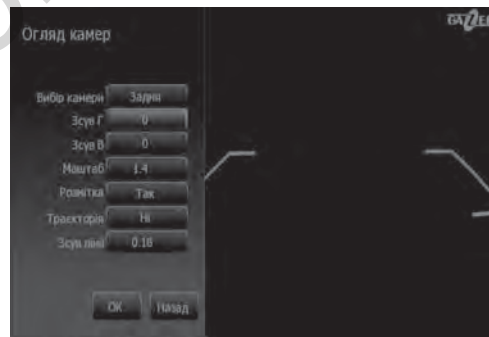 Огляд камер
GAZER
Вибір камери Задня
Зсув Г 0
Зсув В 0
Масштаб 1.4
Розмітка Так
Траєкторія Ні
Зсув лінії 0.18
OK Назад